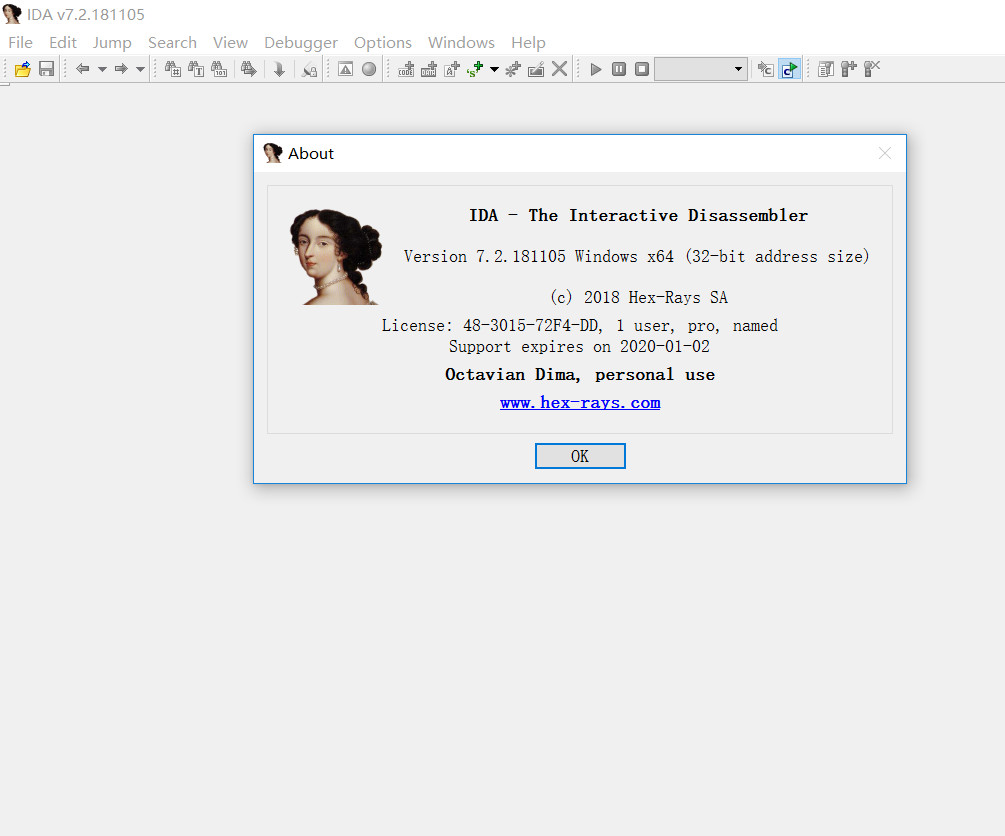 IDA v7.2.181105
File Edit Jump Search View Debugger Options Windows Help
About
IDA - The Interactive Disassembler
Version 7.2.181105 Windows x64 (32-bit address size)
(c) 2018 Hex-Rays SA
License: 48-3015-72F4-DD, 1 user, pro, named
Support expires on 2020-01-02
Octavian Dima, personal use
www.hex-rays.com
OK